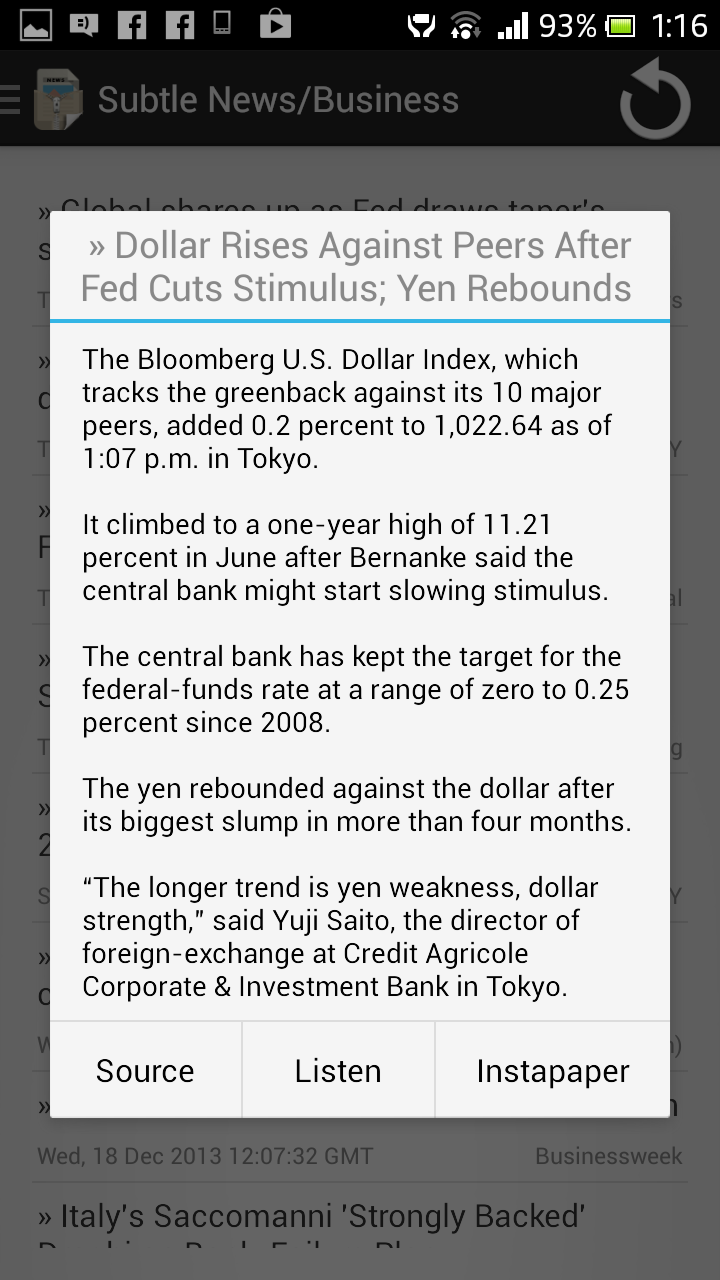 93% 1:16
Subtle News/Business
» Global shares up as Fed draws taper's
» Dollar Rises Against Peers After
Fed Cuts Stimulus; Yen Rebounds
The Bloomberg U.S. Dollar Index, which
tracks the greenback against its 10 major
peers, added 0.2 percent to 1,022.64 as of
1:07 p.m. in Tokyo.
It climbed to a one-year high of 11.21
percent in June after Bernanke said the
central bank might start slowing stimulus.
The central bank has kept the target for the
federal-funds rate at a range of zero to 0.25
percent since 2008.
The yen rebounded against the dollar after
its biggest slump in more than four months.
“The longer trend is yen weakness, dollar
strength,” said Yuji Saito, the director of
foreign-exchange at Credit Agricole
Corporate & Investment Bank in Tokyo.
Source Listen Instapaper
Wed, 18 Dec 2013 12:07:32 GMT Businessweek
» Italy's Saccomanni 'Strongly Backed'